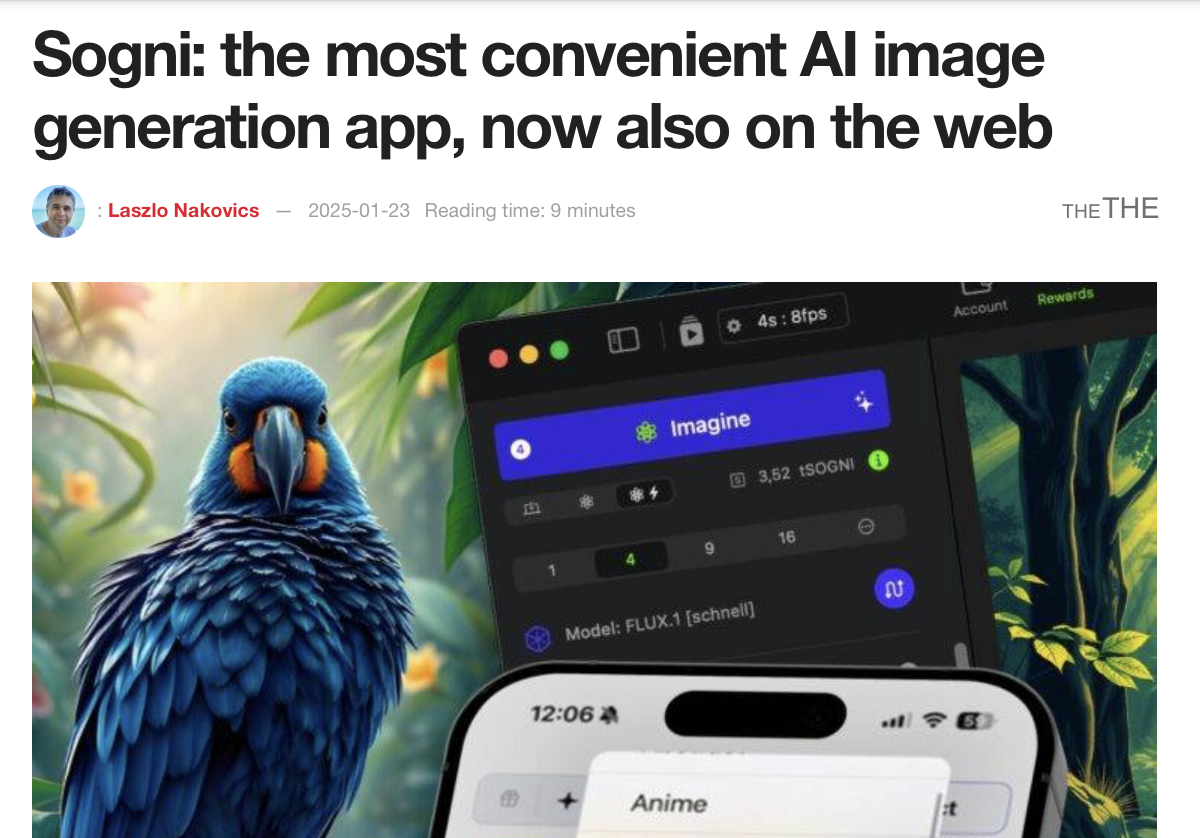 Sogni: the most convenient AI image
generation app, now also on the web
: Laszlo Nakovics — 2025-01-23 Reading time: 9 minutes
THETHE
4s : 8fps
Account
Rewards
4 Imagine
3,52 tSOGNI
1 4 9 16
Model: FLUX.1 [schnell]
12:06
Anime